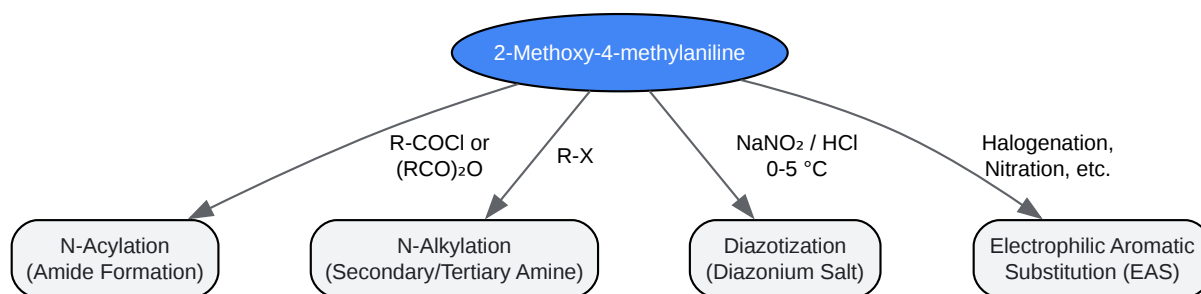 2-Methoxy-4-methylaniline
R-COCl or
(RCO)₂O
R-X
NaNO₂ / HCl
0-5 °C
Halogenation,
Nitration, etc.
N-Acylation
(Amide Formation)
N-Alkylation
(Secondary/Tertiary Amine)
Diazotization
(Diazonium Salt)
Electrophilic Aromatic
Substitution (EAS)